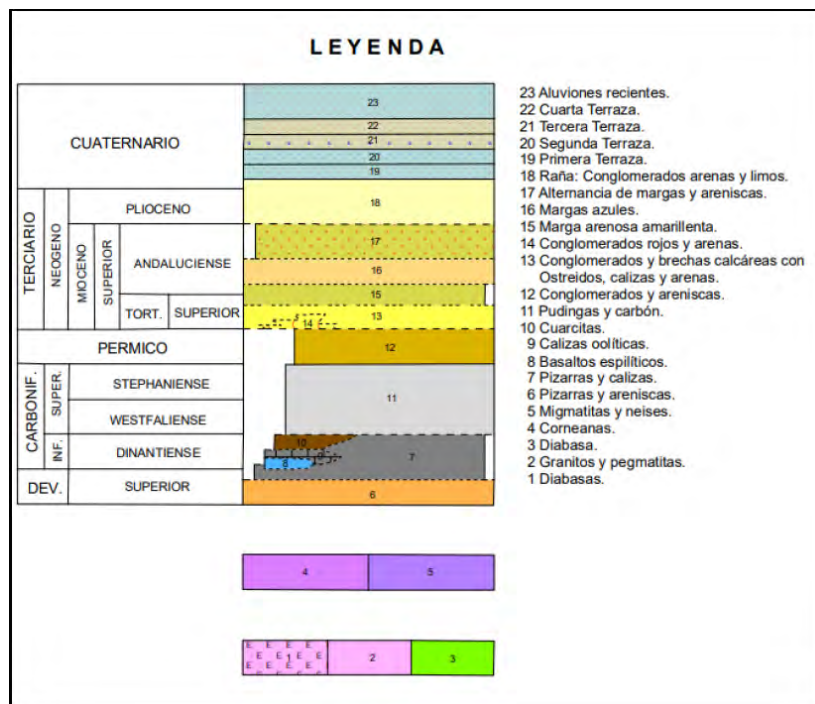 LEYENDA
CUATERNARIO
TERCIARIO
NEOGENO
PLIOCENO
MIOCENO
SUPERIOR
ANDALUCIENSE
TORT.
SUPERIOR
PERMICO
CARBONIF.
SUPER.
STEPHANIENSE
WESTFALIENSE
INF.
DINANTIENSE
DEV.
SUPERIOR
23
22
21
20
19
18
17
16
15
13
14
12
11
10
9
8
7
6
4
5
E E E E
E E E E
E E 1 E
E E E E
2
3
23 Aluviones recientes.
22 Cuarta Terraza.
21 Tercera Terraza.
20 Segunda Terraza.
19 Primera Terraza.
18 Raña: Conglomerados arenas y limos.
17 Alternancia de margas y areniscas.
16 Margas azules.
15 Marga arenosa amarillenta.
14 Conglomerados rojos y arenas.
13 Conglomerados y brechas calcáreas con
Ostreidos, calizas y arenas.
12 Conglomerados y areniscas.
11 Pudingas y carbón.
10 Cuarcitas.
9 Calizas oolíticas.
8 Basaltos espilíticos.
7 Pizarras y calizas.
6 Pizarras y areniscas.
5 Migmatitas y neises.
4 Corneanas.
3 Diabasa.
2 Granitos y pegmatitas.
1 Diabasas.